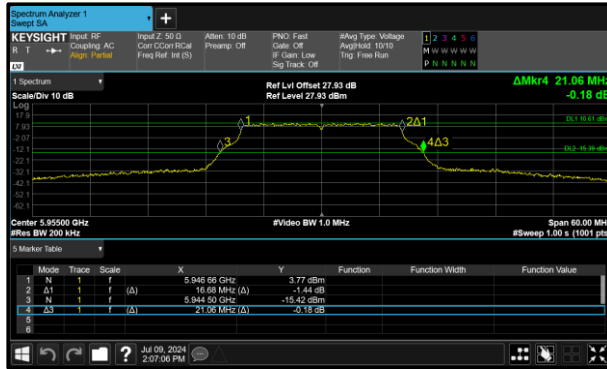 Spectrum Analyzer 1
Swept SA
+
KEYSIGHT Input: RF Input Z: 50 Ω Atten: 10 dB PNO: Fast #Avg Type: Voltage 1 2 3 4 5 6
R T Coupling: AC Corr CCorr RCal Preamp: Off Gate: Off Avg|Hold: 10/10 M W W W W W
Align: Partial Freq Ref: Int (S) IF Gain: Low Trig: Free Run
LXI Sig Track: Off P N N N N N
1 Spectrum Ref Lvl Offset 27.93 dB ΔMkr4 21.06 MHz
Scale/Div 10 dB Ref Level 27.93 dBm -0.18 dB
Log
17.9
7.93 1 2Δ1 DL1 10.61 dBm
-2.07
-12.1 3 4Δ3 DL2 -15.39 dBm
-22.1
-32.1
-42.1
-52.1
-62.1
Center 5.95500 GHz #Video BW 1.0 MHz Span 60.00 MHz
#Res BW 200 kHz #Sweep 1.00 s (1001 pts)
5 Marker Table
Mode Trace Scale X Y Function Function Width Function Value
1 N 1 f 5.946 66 GHz 3.77 dBm
2 Δ1 1 f (Δ) 16.68 MHz (Δ) -1.44 dB
3 N 1 f 5.944 50 GHz -15.42 dBm
4 Δ3 1 f (Δ) 21.06 MHz (Δ) -0.18 dB
5
6
? Jul 09, 2024
2:07:06 PM